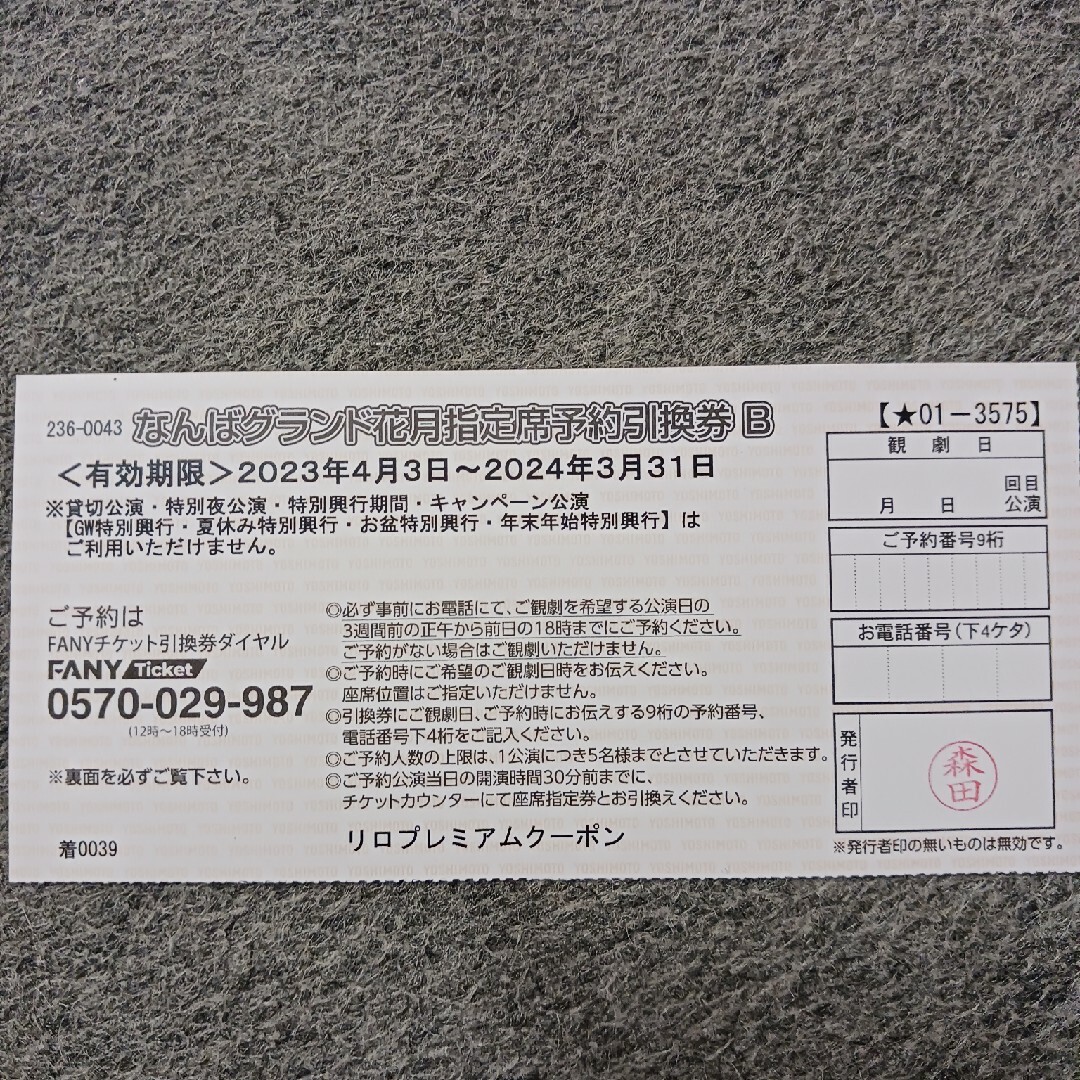 236-0043 なんばグランド花月指定席予約引換券 B
【★01－3575】
＜有効期限＞2023年4月3日～2024年3月31日
※貸切公演・特別夜公演・特別興行期間・キャンペーン公演
【GW特別興行・夏休み特別興行・お盆特別興行・年末年始特別興行】は
ご利用いただけません。
観劇日
回目
月 日 公演
ご予約番号9桁
お電話番号(下4ケタ)
発行者印
森田
※発行者印の無いものは無効です。
ご予約は
FANYチケット引換券ダイヤル
FANY Ticket
0570-029-987
(12時～18時受付)
※裏面を必ずご覧下さい。
◎必ず事前にお電話にて、ご観劇を希望する公演日の
3週間前の正午から前日の18時までにご予約ください。
ご予約がない場合はご観劇いただけません。
◎ご予約時にご希望のご観劇日時をお伝えください。
座席位置はご指定いただけません。
◎引換券にご観劇日、ご予約時にお伝えする9桁の予約番号、
電話番号下4桁をご記入ください。
◎ご予約人数の上限は、1公演につき5名様までとさせていただきます。
◎ご予約公演当日の開演時間30分前までに、
チケットカウンターにて座席指定券とお引換えください。
リロプレミアムクーポン
着0039